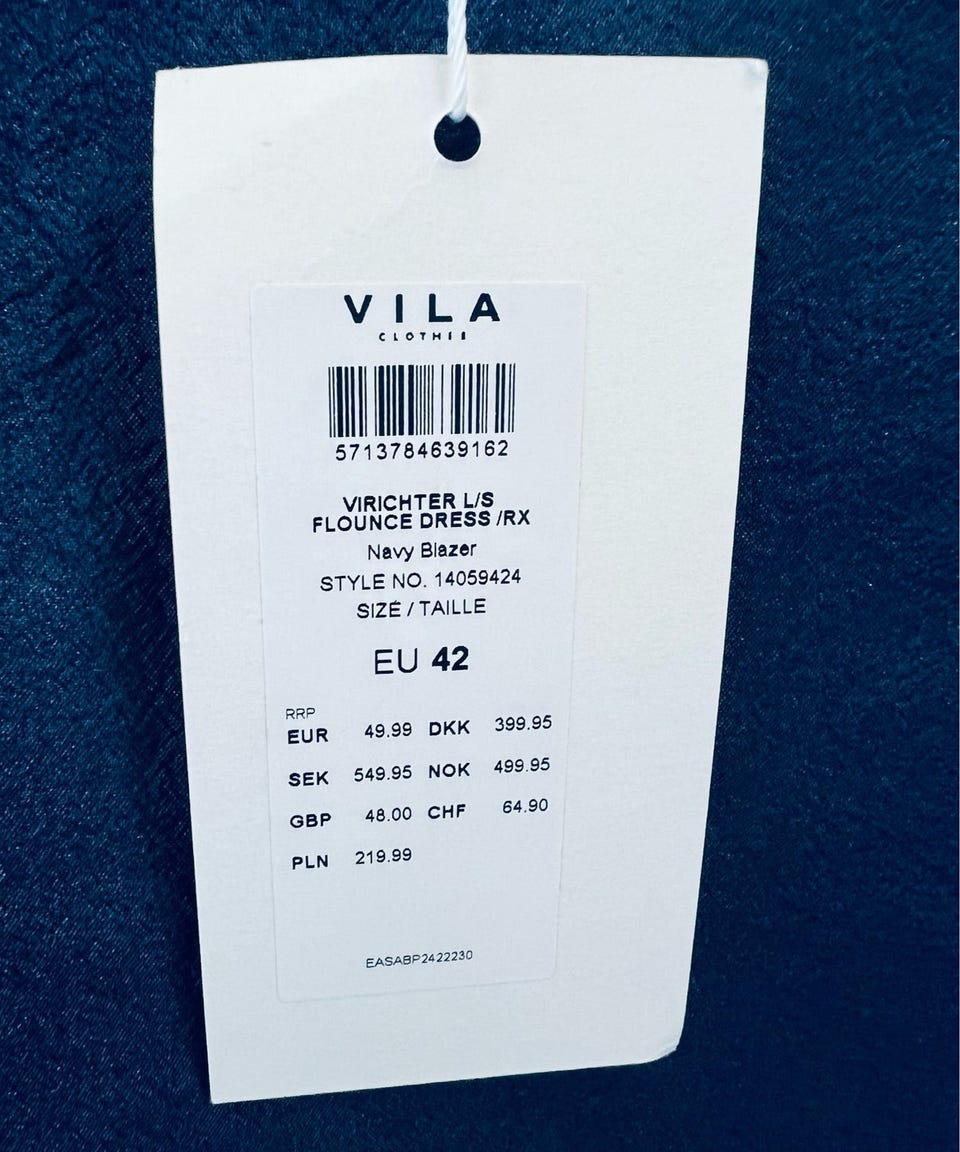 VILA
CLOTHES
5713784639162
VIRICHTER L/S
FLOUNCE DRESS /RX
Navy Blazer
STYLE NO. 14059424
SIZE / TAILLE
EU 42
RRP
EUR 49.99 DKK 399.95
SEK 549.95 NOK 499.95
GBP 48.00 CHF 64.90
PLN 219.99
EASABP2422230